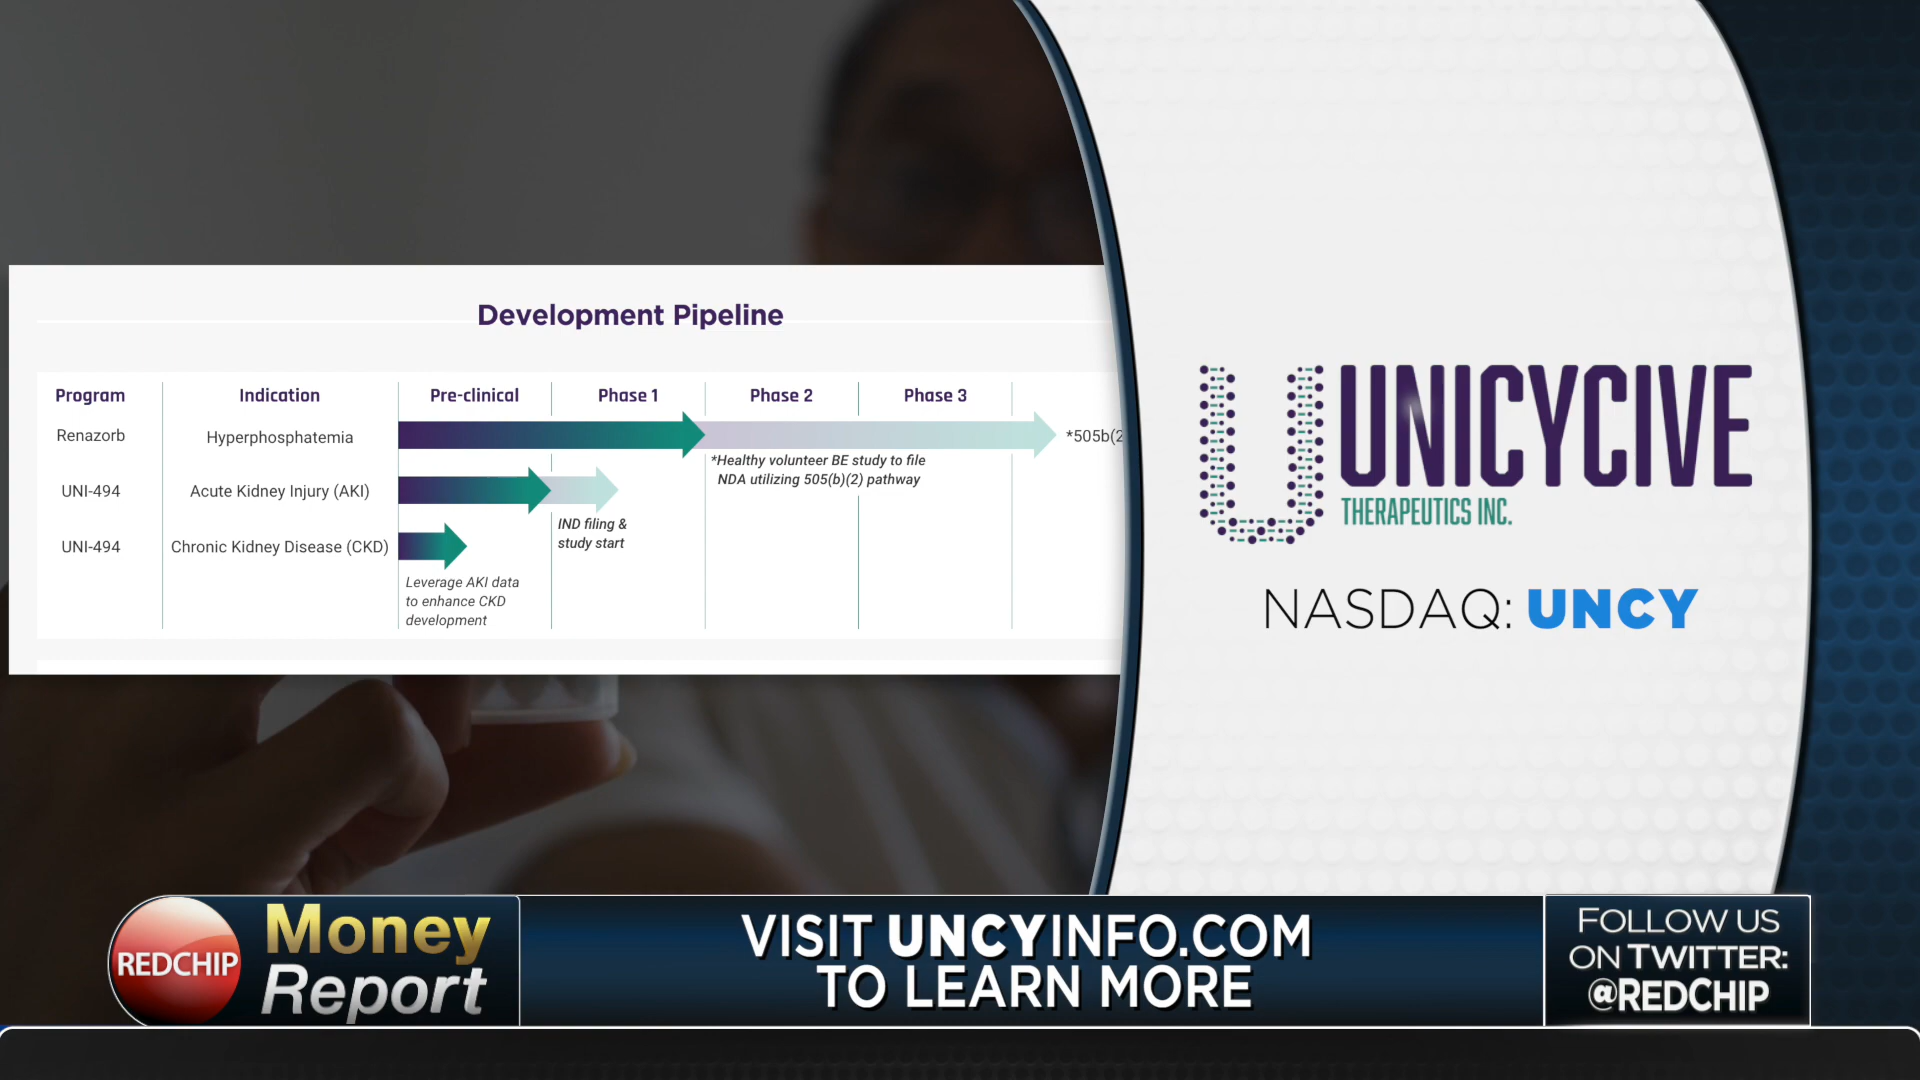 Development Pipeline
Program Indication Pre-clinical Phase 1 Phase 2 Phase 3
Renazorb Hyperphosphatemia *505b(2
*Healthy volunteer BE study to file
NDA utilizing 505(b)(2) pathway
UNI-494 Acute Kidney Injury (AKI)
IND filing &
study start
UNI-494 Chronic Kidney Disease (CKD)
Leverage AKI data
to enhance CKD
development
UNICYCIVE
THERAPEUTICS INC.
NASDAQ: UNCY
REDCHIP
Money
Report
VISIT UNCYINFO.COM
TO LEARN MORE
FOLLOW US
ON TWITTER:
@REDCHIP